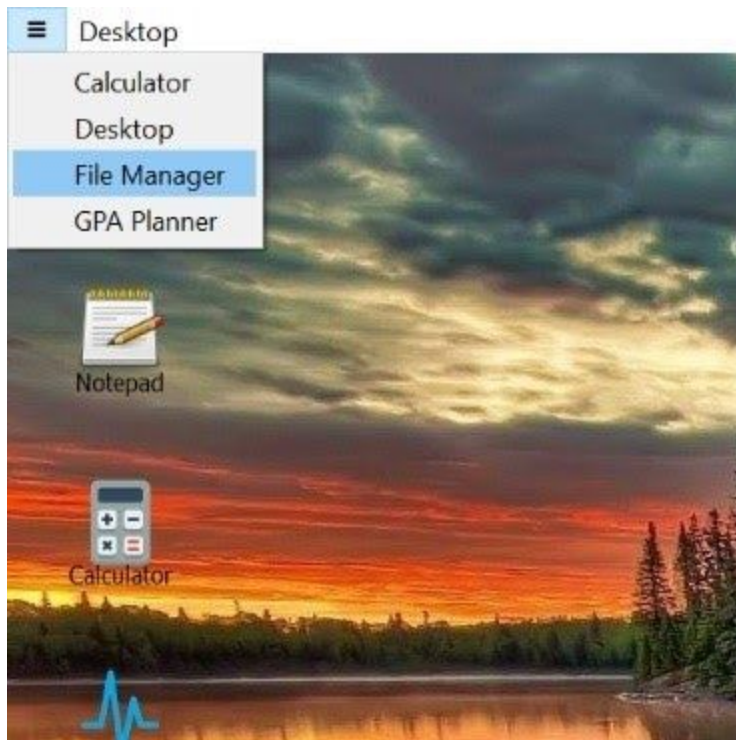 Desktop
Calculator
Desktop
File Manager
GPA Planner
Notepad
Calculator